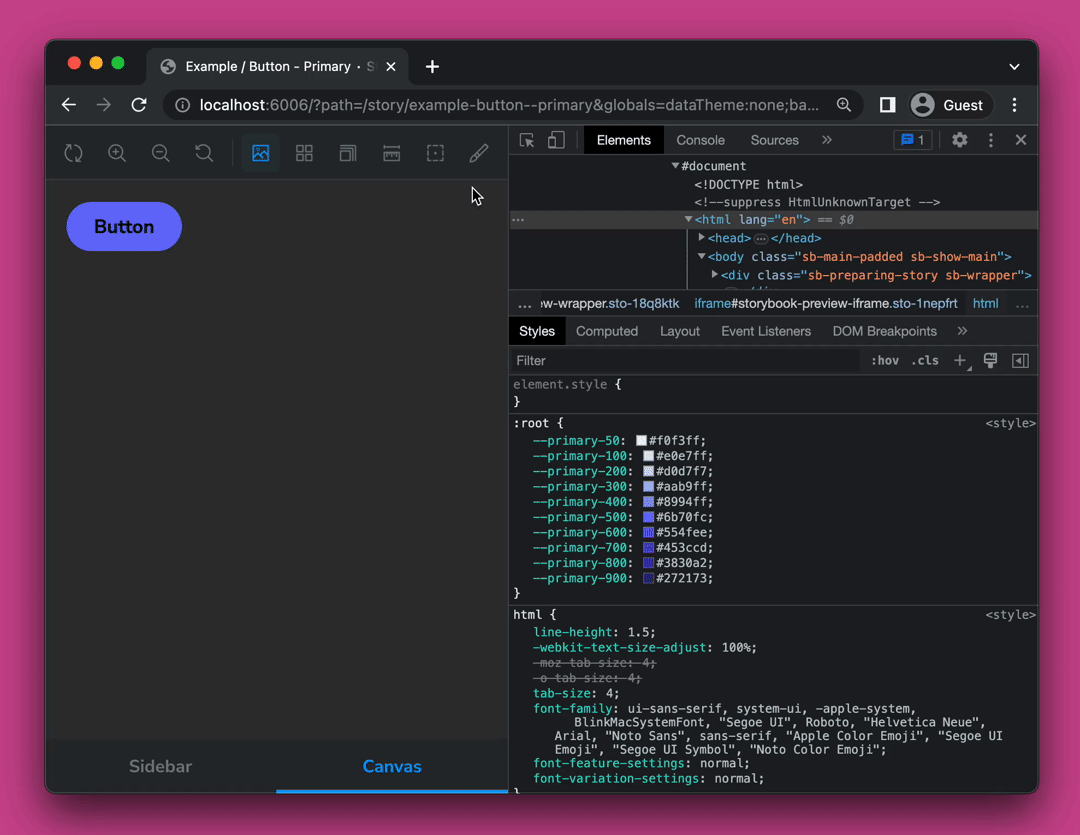 Example / Button - Primary · S
localhost:6006/?path=/story/example-button--primary&globals=dataTheme:none;ba...
Guest
Elements
Console
Sources
»
1
Button
▼#document
<!DOCTYPE html>
<!--suppress HtmlUnknownTarget -->
... ▼<html lang="en"> == $0
▶<head>…</head>
▼<body class="sb-main-padded sb-show-main">
▶<div class="sb-preparing-story sb-wrapper">
... w-wrapper.sto-18q8ktk iframe#storybook-preview-iframe.sto-1nepfrt html ...
Styles Computed Layout Event Listeners DOM Breakpoints »
Filter :hov .cls +
element.style {
}
:root { <style>
--primary-50: #f0f3ff;
--primary-100: #e0e7ff;
--primary-200: #d0d7f7;
--primary-300: #aab9ff;
--primary-400: #8994ff;
--primary-500: #6b70fc;
--primary-600: #554fee;
--primary-700: #453ccd;
--primary-800: #3830a2;
--primary-900: #272173;
}
html { <style>
line-height: 1.5;
-webkit-text-size-adjust: 100%;
-moz-tab-size: 4;
-o-tab-size: 4;
tab-size: 4;
font-family: ui-sans-serif, system-ui, -apple-system,
BlinkMacSystemFont, "Segoe UI", Roboto, "Helvetica Neue",
Arial, "Noto Sans", sans-serif, "Apple Color Emoji", "Segoe UI
Emoji", "Segoe UI Symbol", "Noto Color Emoji";
font-feature-settings: normal;
font-variation-settings: normal;
}
Sidebar
Canvas